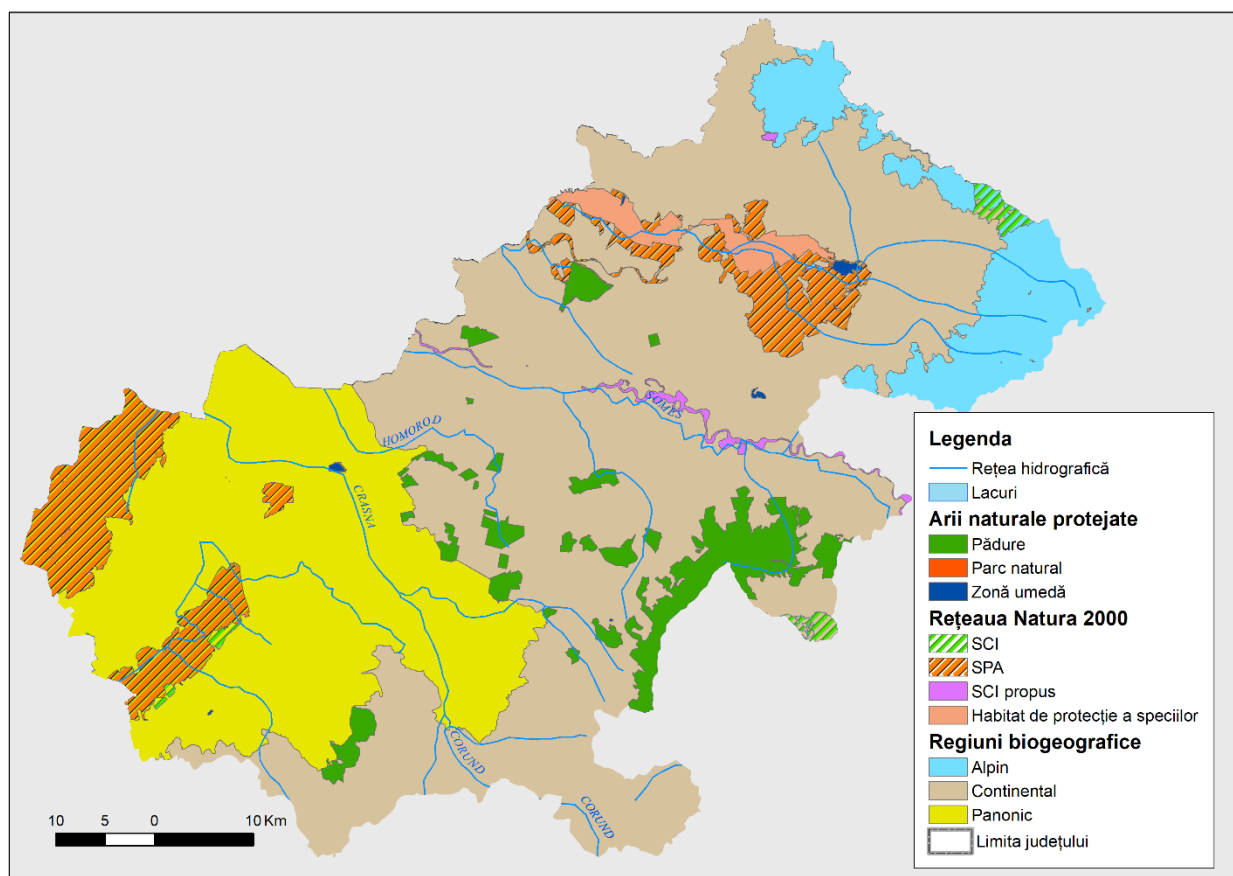 SOMEȘ
HOMOROD
CRASNA
CORUND
CORUND
Legenda
Rețea hidrografică
Lacuri
Arii naturale protejate
Pădure
Parc natural
Zonă umedă
Rețeaua Natura 2000
SCI
SPA
SCI propus
Habitat de protecție a speciilor
Regiuni biogeografice
Alpin
Continental
Panonic
Limita județului
10 5 0 10 Km